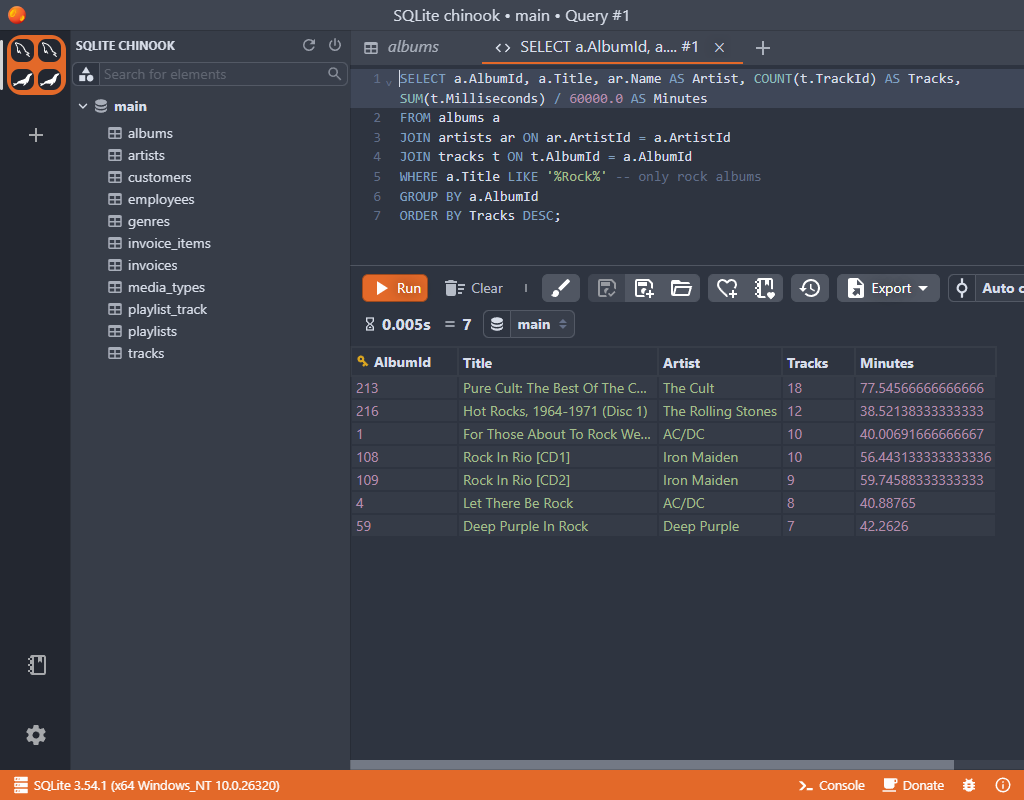 SQLite chinook • main • Query #1
SQLITE CHINOOK
Search for elements
main
albums
artists
customers
employees
genres
invoice_items
invoices
media_types
playlist_track
playlists
tracks
albums
SELECT a.AlbumId, a.... #1
1 SELECT a.AlbumId, a.Title, ar.Name AS Artist, COUNT(t.TrackId) AS Tracks,
SUM(t.Milliseconds) / 60000.0 AS Minutes
2 FROM albums a
3 JOIN artists ar ON ar.ArtistId = a.ArtistId
4 JOIN tracks t ON t.AlbumId = a.AlbumId
5 WHERE a.Title LIKE '%Rock%' -- only rock albums
6 GROUP BY a.AlbumId
7 ORDER BY Tracks DESC;
Run Clear Export Auto c
0.005s = 7 main
AlbumId Title Artist Tracks Minutes
213 Pure Cult: The Best Of The C... The Cult 18 77.54566666666666
216 Hot Rocks, 1964-1971 (Disc 1) The Rolling Stones 12 38.52138333333333
1 For Those About To Rock We... AC/DC 10 40.00691666666667
108 Rock In Rio [CD1] Iron Maiden 10 56.443133333333336
109 Rock In Rio [CD2] Iron Maiden 9 59.74588333333333
4 Let There Be Rock AC/DC 8 40.88765
59 Deep Purple In Rock Deep Purple 7 42.2626
SQLite 3.54.1 (x64 Windows_NT 10.0.26320)
Console Donate